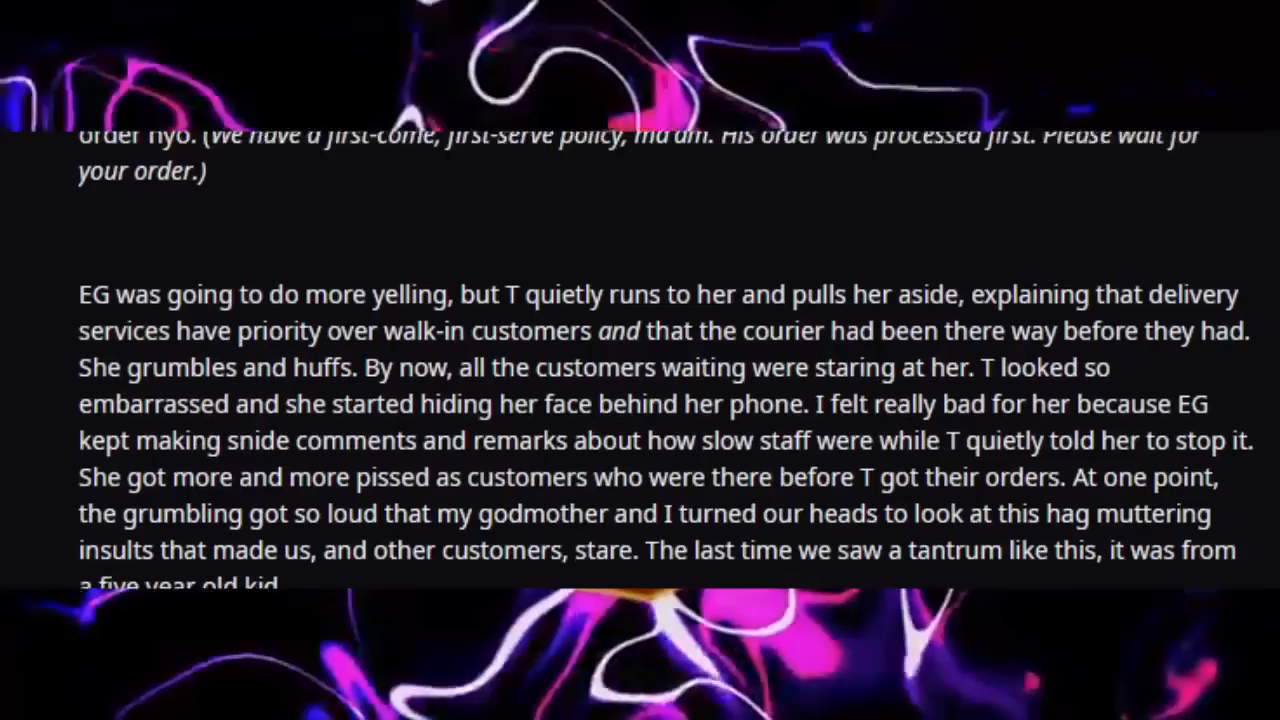 order nyo. (We have a first-come, first-serve policy, ma'am. His order was processed first. Please wait for
your order.)
EG was going to do more yelling, but T quietly runs to her and pulls her aside, explaining that delivery
services have priority over walk-in customers and that the courier had been there way before they had.
She grumbles and huffs. By now, all the customers waiting were staring at her. T looked so
embarrassed and she started hiding her face behind her phone. I felt really bad for her because EG
kept making snide comments and remarks about how slow staff were while T quietly told her to stop it.
She got more and more pissed as customers who were there before T got their orders. At one point,
the grumbling got so loud that my godmother and I turned our heads to look at this hag muttering
insults that made us, and other customers, stare. The last time we saw a tantrum like this, it was from
a five year old kid